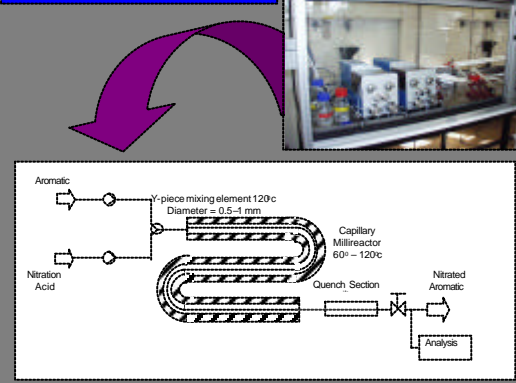 Aromatic
Y-piece mixing element 120°c
Diameter = 0.5–1 mm
Capillary
Millireactor
60° – 120°c
Nitration
Acid
Quench Section
Nitrated
Aromatic
Analysis